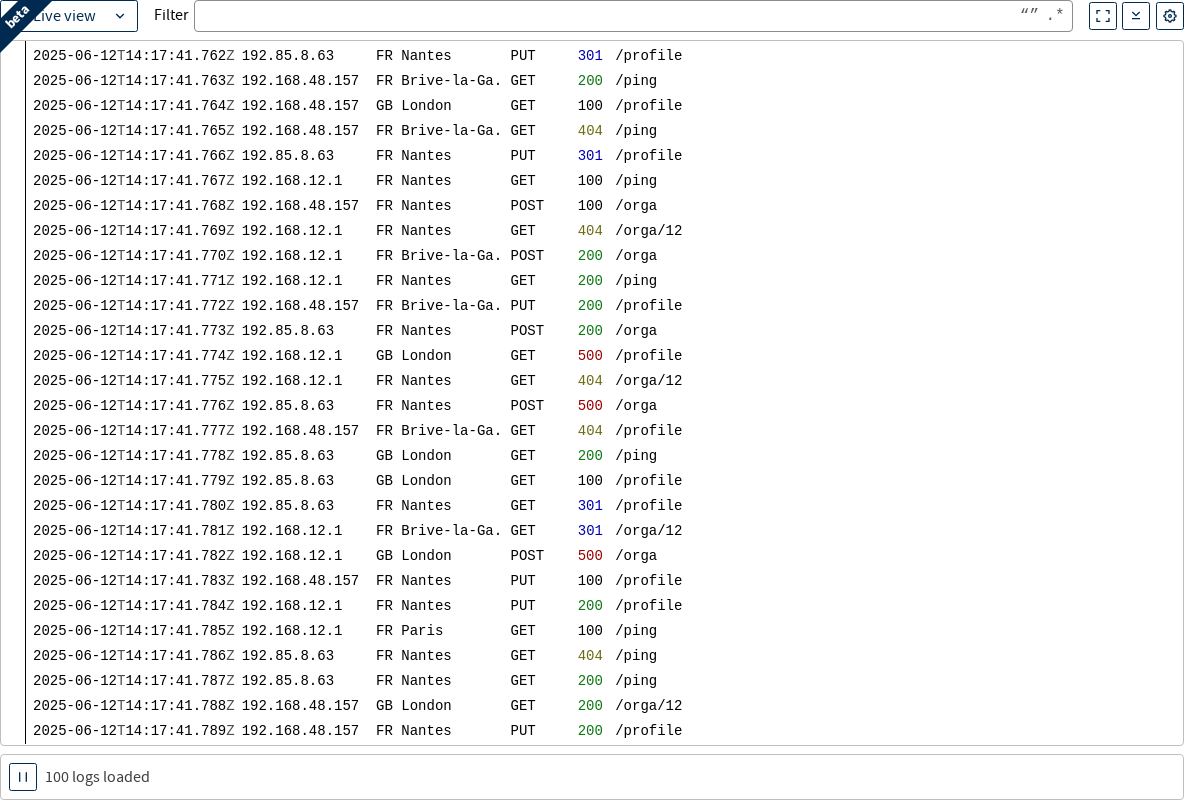 beta
Live view Filter “” .*
2025-06-12T14:17:41.762Z 192.85.8.63 FR Nantes PUT 301 /profile
2025-06-12T14:17:41.763Z 192.168.48.157 FR Brive-la-Ga. GET 200 /ping
2025-06-12T14:17:41.764Z 192.168.48.157 GB London GET 100 /profile
2025-06-12T14:17:41.765Z 192.168.48.157 FR Brive-la-Ga. GET 404 /ping
2025-06-12T14:17:41.766Z 192.85.8.63 FR Nantes PUT 301 /profile
2025-06-12T14:17:41.767Z 192.168.12.1 FR Nantes GET 100 /ping
2025-06-12T14:17:41.768Z 192.168.48.157 FR Nantes POST 100 /orga
2025-06-12T14:17:41.769Z 192.168.12.1 FR Nantes GET 404 /orga/12
2025-06-12T14:17:41.770Z 192.168.12.1 FR Brive-la-Ga. POST 200 /orga
2025-06-12T14:17:41.771Z 192.168.12.1 FR Nantes GET 200 /ping
2025-06-12T14:17:41.772Z 192.168.48.157 FR Brive-la-Ga. PUT 200 /profile
2025-06-12T14:17:41.773Z 192.85.8.63 FR Nantes POST 200 /orga
2025-06-12T14:17:41.774Z 192.168.12.1 GB London GET 500 /profile
2025-06-12T14:17:41.775Z 192.168.12.1 FR Nantes GET 404 /orga/12
2025-06-12T14:17:41.776Z 192.85.8.63 FR Nantes POST 500 /orga
2025-06-12T14:17:41.777Z 192.168.48.157 FR Brive-la-Ga. GET 404 /profile
2025-06-12T14:17:41.778Z 192.85.8.63 GB London GET 200 /ping
2025-06-12T14:17:41.779Z 192.85.8.63 GB London GET 100 /profile
2025-06-12T14:17:41.780Z 192.85.8.63 FR Nantes GET 301 /profile
2025-06-12T14:17:41.781Z 192.168.12.1 FR Brive-la-Ga. GET 301 /orga/12
2025-06-12T14:17:41.782Z 192.168.12.1 GB London POST 500 /orga
2025-06-12T14:17:41.783Z 192.168.48.157 FR Nantes PUT 100 /profile
2025-06-12T14:17:41.784Z 192.168.12.1 FR Nantes PUT 200 /profile
2025-06-12T14:17:41.785Z 192.168.12.1 FR Paris GET 100 /ping
2025-06-12T14:17:41.786Z 192.85.8.63 FR Nantes GET 404 /ping
2025-06-12T14:17:41.787Z 192.85.8.63 FR Nantes GET 200 /ping
2025-06-12T14:17:41.788Z 192.168.48.157 GB London GET 200 /orga/12
2025-06-12T14:17:41.789Z 192.168.48.157 FR Nantes PUT 200 /profile
100 logs loaded